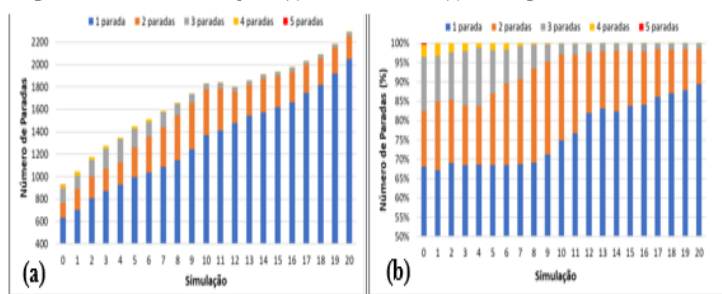 1 parada 2 paradas 3 paradas 4 paradas 5 paradas
Número de Paradas
2200
2000
1800
1600
1400
1200
1000
800
600
400
0 1 2 3 4 5 6 7 8 9 10 11 12 13 14 15 16 17 18 19 20
(a)
Simulação
1 parada 2 paradas 3 paradas 4 paradas 5 paradas
Número de Paradas (%)
100%
95%
90%
85%
80%
75%
70%
65%
60%
55%
50%
0 1 2 3 4 5 6 7 8 9 10 11 12 13 14 15 16 17 18 19 20
(b)
Simulação